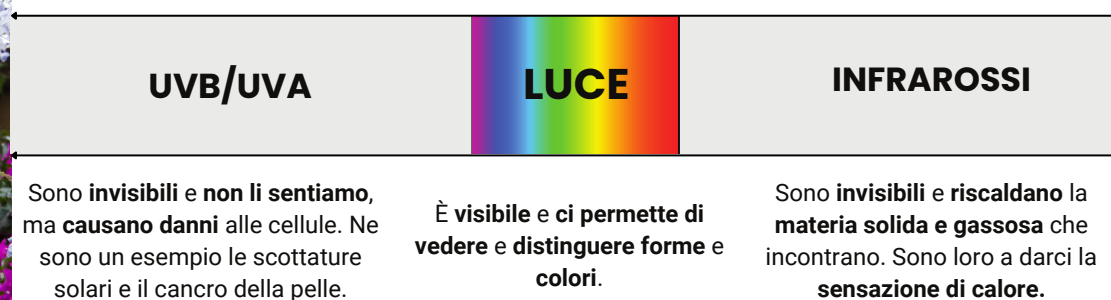 UVB/UVA
LUCE
INFRAROSSI
Sono invisibili e non li sentiamo,
ma causano danni alle cellule. Ne
sono un esempio le scottature
solari e il cancro della pelle.
È visibile e ci permette di
vedere e distinguere forme e
colori.
Sono invisibili e riscaldano la
materia solida e gassosa che
incontrano. Sono loro a darci la
sensazione di calore.